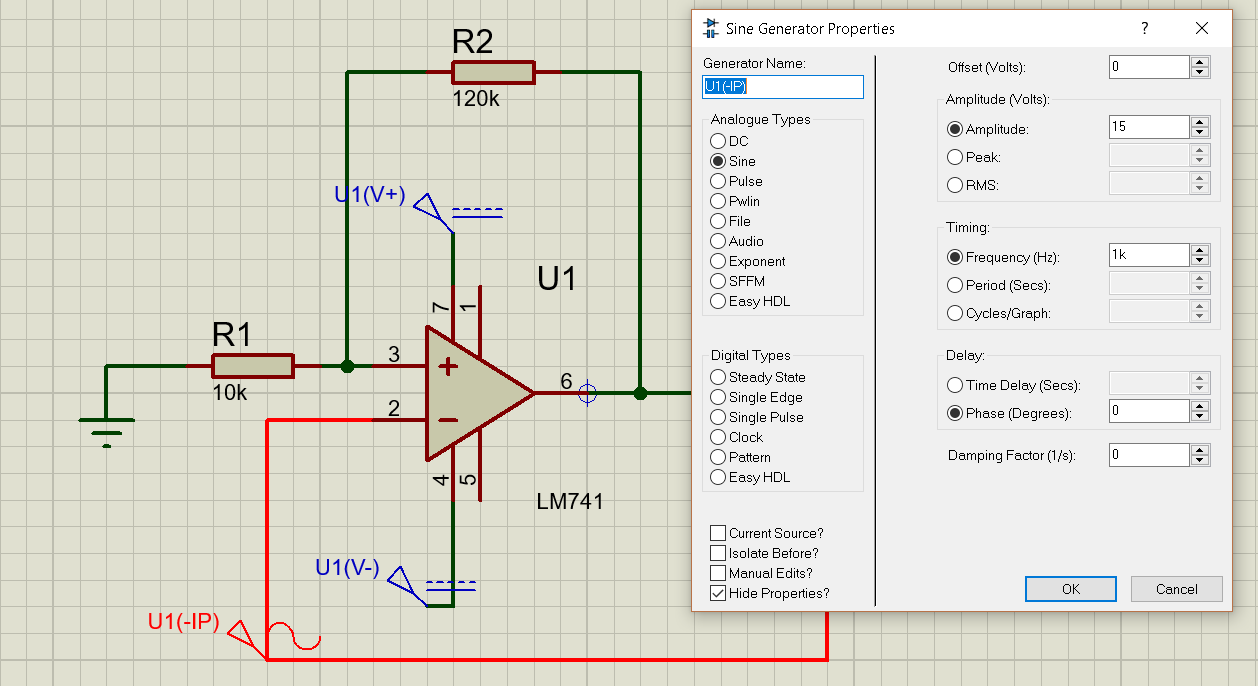 R2
120k
U1(V+)
U1
7
1
R1
10k
3
+
6
2
4
5
LM741
U1(V-)
U1(-IP)
Sine Generator Properties
?
Generator Name:
U1(-IP)
Analogue Types
DC
Sine
Pulse
Pwlin
File
Audio
Exponent
SFFM
Easy HDL
Digital Types
Steady State
Single Edge
Single Pulse
Clock
Pattern
Easy HDL
Current Source?
Isolate Before?
Manual Edits?
Hide Properties?
Offset (Volts): 0
Amplitude (Volts):
Amplitude: 15
Peak:
RMS:
Timing:
Frequency (Hz): 1k
Period (Secs):
Cycles/Graph:
Delay:
Time Delay (Secs):
Phase (Degrees): 0
Damping Factor (1/s): 0
OK Cancel